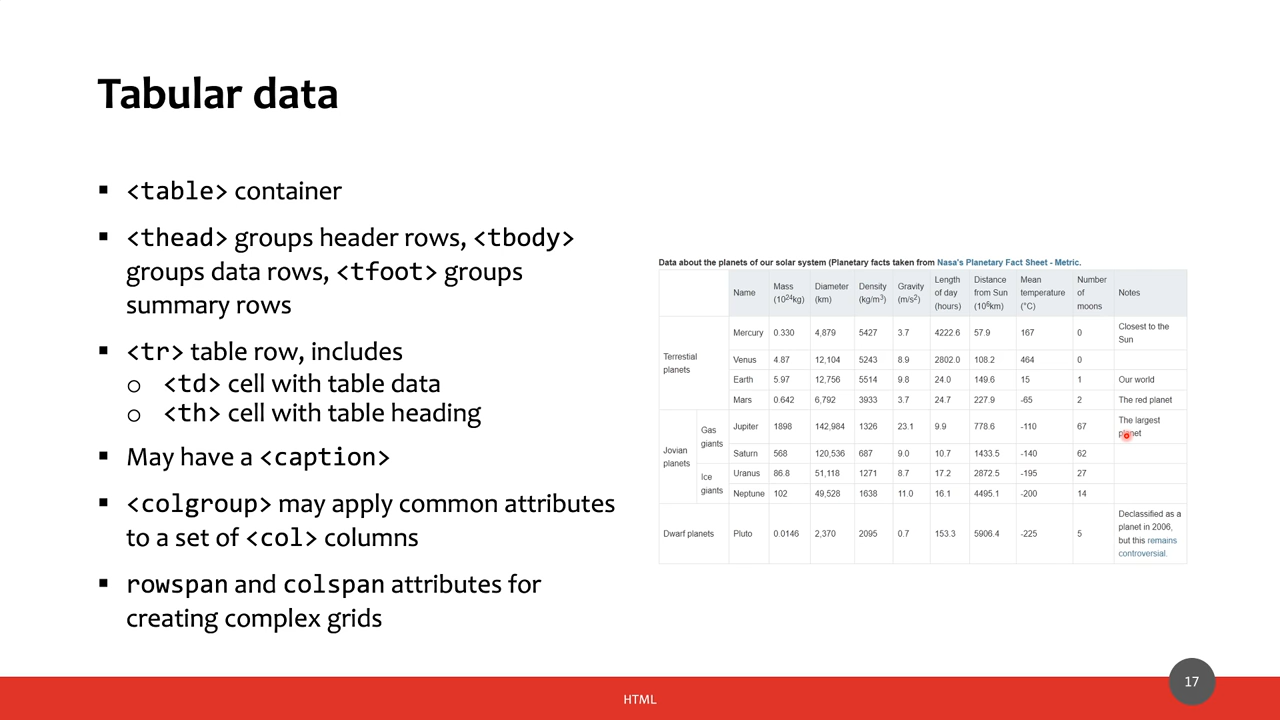 Tabular data
▪ <table> container
▪ <thead> groups header rows, <tbody>
groups data rows, <tfoot> groups
summary rows
▪ <tr> table row, includes
o <td> cell with table data
o <th> cell with table heading
▪ May have a <caption>
▪ <colgroup> may apply common attributes
to a set of <col> columns
▪ rowspan and colspan attributes for
creating complex grids
Data about the planets of our solar system (Planetary facts taken from Nasa's Planetary Fact Sheet - Metric.
Name Mass (10²⁴kg) Diameter (km) Density (kg/m³) Gravity (m/s²) Length of day (hours) Distance from Sun (10⁶km) Mean temperature (°C) Number of moons Notes
Terrestial planets Mercury 0.330 4,879 5427 3.7 4222.6 57.9 167 0 Closest to the Sun
Venus 4.87 12,104 5243 8.9 2802.0 108.2 464 0
Earth 5.97 12,756 5514 9.8 24.0 149.6 15 1 Our world
Mars 0.642 6,792 3933 3.7 24.7 227.9 -65 2 The red planet
Jovian planets Gas giants Jupiter 1898 142,984 1326 23.1 9.9 778.6 -110 67 The largest planet
Saturn 568 120,536 687 9.0 10.7 1433.5 -140 62
Ice giants Uranus 86.8 51,118 1271 8.7 17.2 2872.5 -195 27
Neptune 102 49,528 1638 11.0 16.1 4495.1 -200 14
Dwarf planets Pluto 0.0146 2,370 2095 0.7 153.3 5906.4 -225 5 Declassified as a planet in 2006, but this remains controversial.
HTML
17